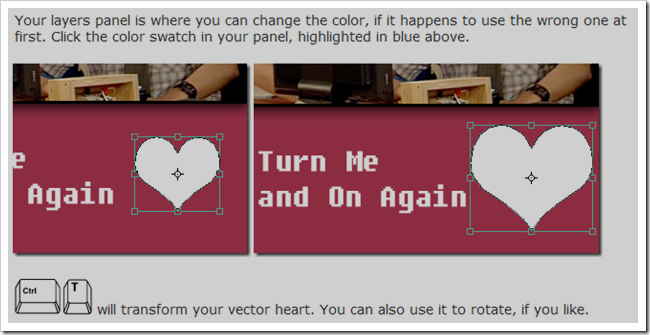 Your layers panel is where you can change the color, if it happens to use the wrong one at
first. Click the color swatch in your panel, highlighted in blue above.
e
Again
Turn Me
and On Again
Ctrl T will transform your vector heart. You can also use it to rotate, if you like.